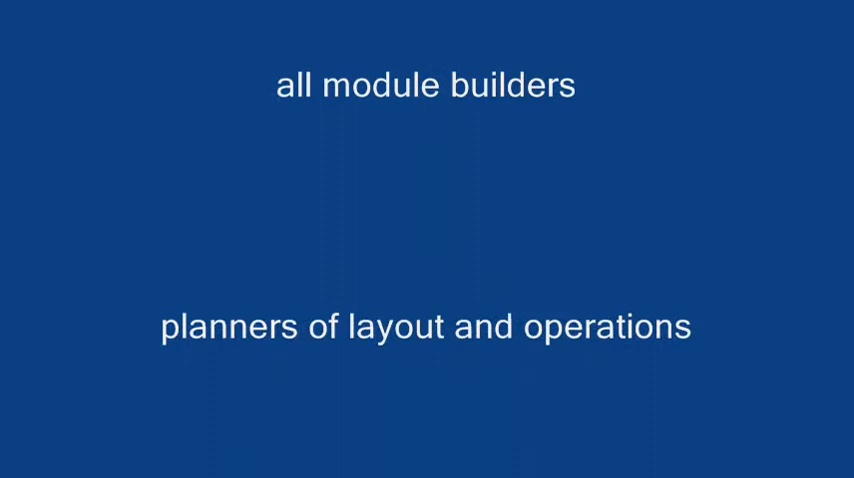 all module builders
planners of layout and operations